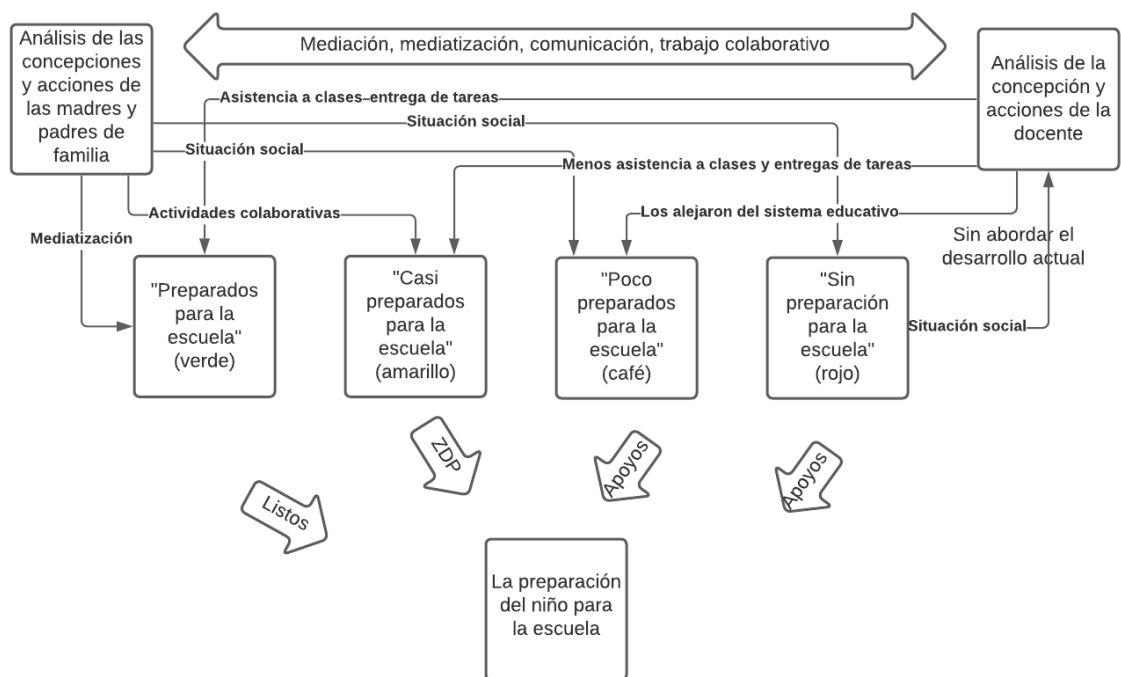 Análisis de las
concepciones
y acciones de
las madres y
padres de
familia
Mediación, mediatización, comunicación, trabajo colaborativo
Análisis de la
concepción y
acciones de la
docente
Asistencia a clases-entrega de tareas
Situación social
Situación social
Menos asistencia a clases y entregas de tareas
Actividades colaborativas
Los alejaron del sistema educativo
Mediatización
Sin abordar el
desarrollo actual
"Preparados
para la
escuela"
(verde)
"Casi
preparados
para la
escuela"
(amarillo)
"Poco
preparados
para la
escuela"
(café)
"Sin
preparación
para la
escuela"
(rojo)
Situación social
Listos
ZDP
Apoyos
Apoyos
La preparación
del niño para
la escuela